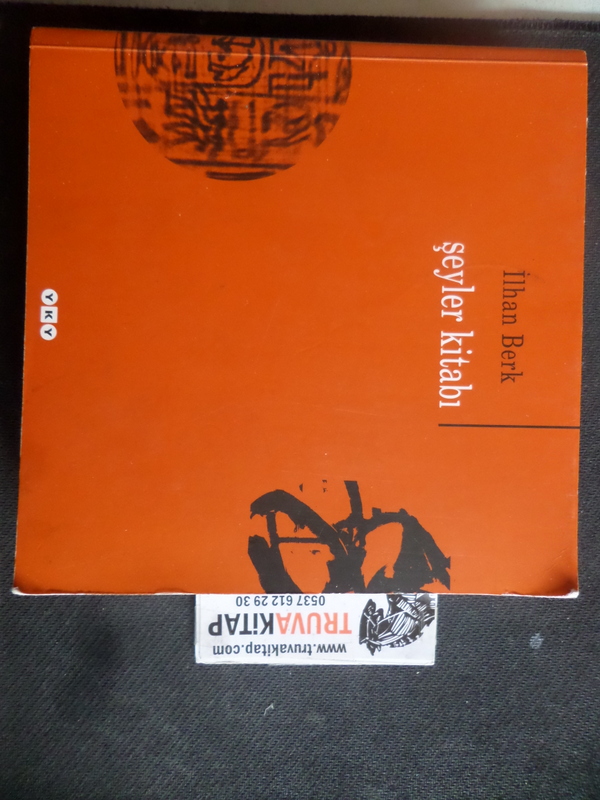 İlhan Berk
şeyler kitabı
YKY
www.truvakitap.com
TRUVAKİTAP
0537 612 29 30